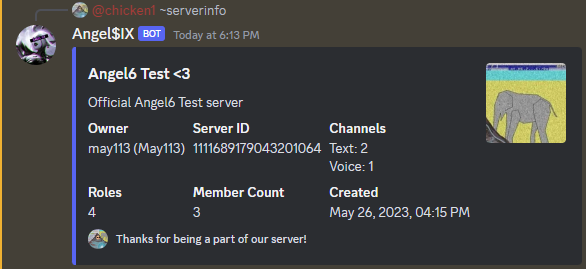 @chicken1 ~serverinfo
Angel$IX BOT Today at 6:13 PM
Angel6 Test <3
Official Angel6 Test server
Owner Server ID Channels
may113 (May113) 1111689179043201064 Text: 2
Voice: 1
Roles Member Count Created
4 3 May 26, 2023, 04:15 PM
Thanks for being a part of our server!